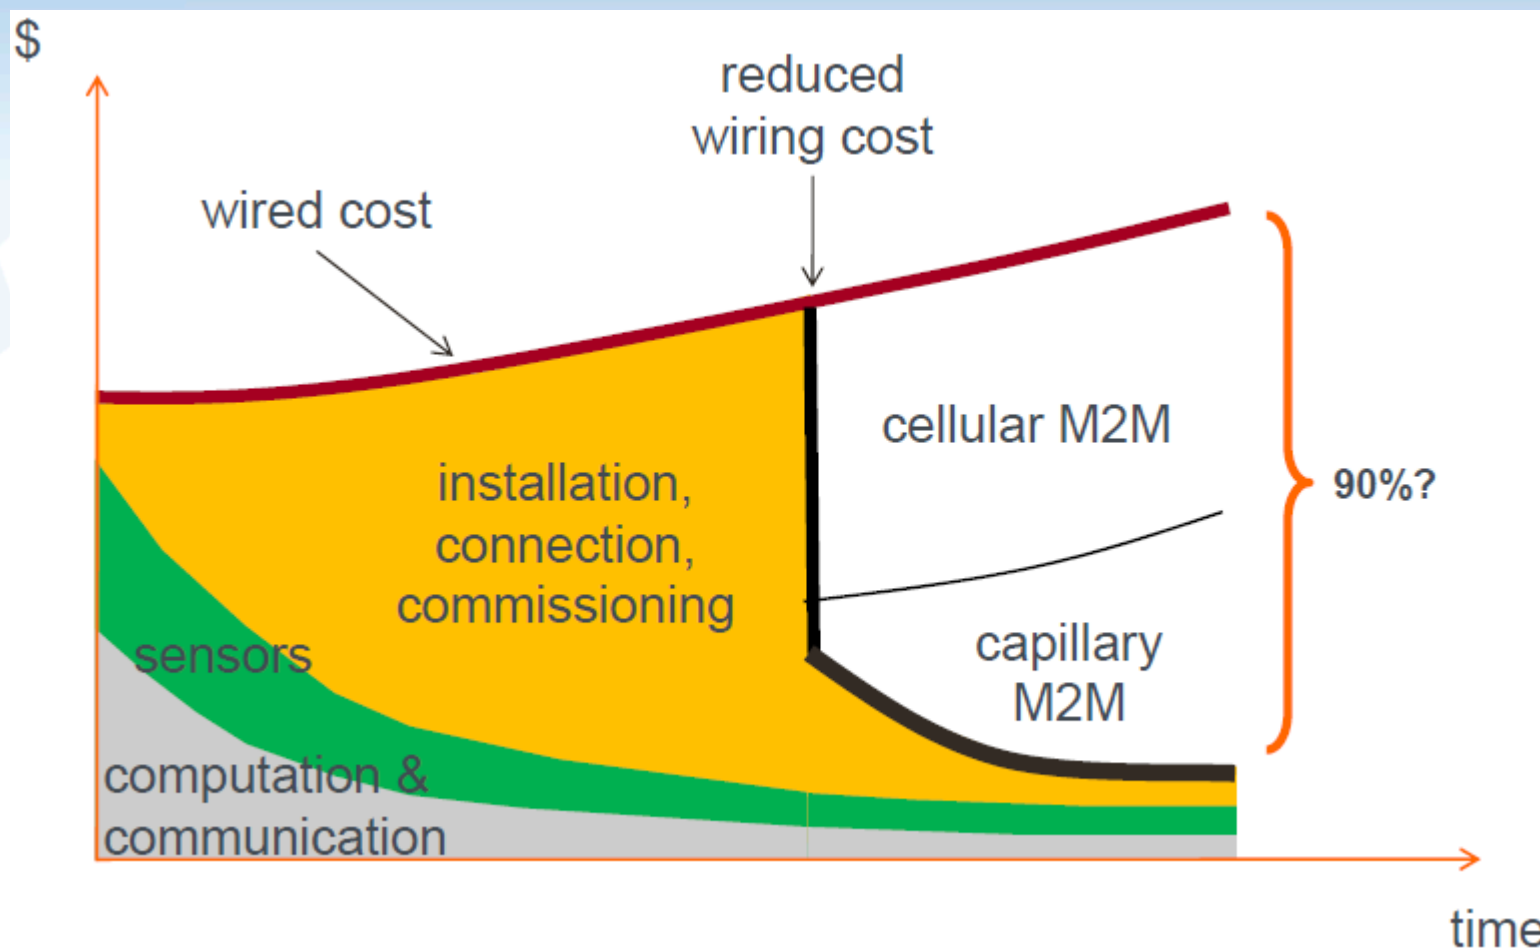 $
reduced
wiring cost
wired cost
cellular M2M
installation,
connection,
commissioning
90%?
sensors
capillary
M2M
computation &
communication
time